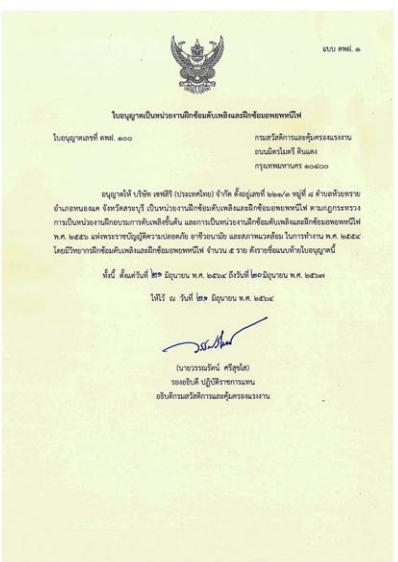 แบบ ดพฝ. ๑
ใบอนุญาตเป็นหน่วยงานฝึกซ้อมดับเพลิงและฝึกซ้อมอพยพหนีไฟ
ใบอนุญาตเลขที่ ดพฝ. ๑๐๐
กรมสวัสดิการและคุ้มครองแรงงาน
ถนนมิตรไมตรี ดินแดง
กรุงเทพมหานคร ๑๐๔๐๐
อนุญาตให้ บริษัท เซฟสิริ (ประเทศไทย) จำกัด ตั้งอยู่เลขที่ ๒๒๑/๓ หมู่ที่ ๘ ตำบลห้วยทราย
อำเภอหนองแค จังหวัดสระบุรี เป็นหน่วยงานฝึกซ้อมดับเพลิงและฝึกซ้อมอพยพหนีไฟ ตามกฎกระทรวง
การเป็นหน่วยงานฝึกอบรมการดับเพลิงขั้นต้น และการเป็นหน่วยงานฝึกซ้อมดับเพลิงและฝึกซ้อมอพยพหนีไฟ
พ.ศ. ๒๕๕๖ แห่งพระราชบัญญัติความปลอดภัย อาชีวอนามัย และสภาพแวดล้อม ในการทำงาน พ.ศ. ๒๕๕๔
โดยมีวิทยากรฝึกซ้อมดับเพลิงและฝึกซ้อมอพยพหนีไฟ จำนวน ๕ ราย ดังรายชื่อแนบท้ายใบอนุญาตนี้
ทั้งนี้ ตั้งแต่วันที่ ๒๑ มิถุนายน พ.ศ. ๒๕๖๔ ถึงวันที่ ๒๐ มิถุนายน พ.ศ. ๒๕๖๗
ให้ไว้ ณ วันที่ ๒๑ มิถุนายน พ.ศ. ๒๕๖๔
(นายวรรณรัตน์ ศรีสุขใส)
รองอธิบดี ปฏิบัติราชการแทน
อธิบดีกรมสวัสดิการและคุ้มครองแรงงาน